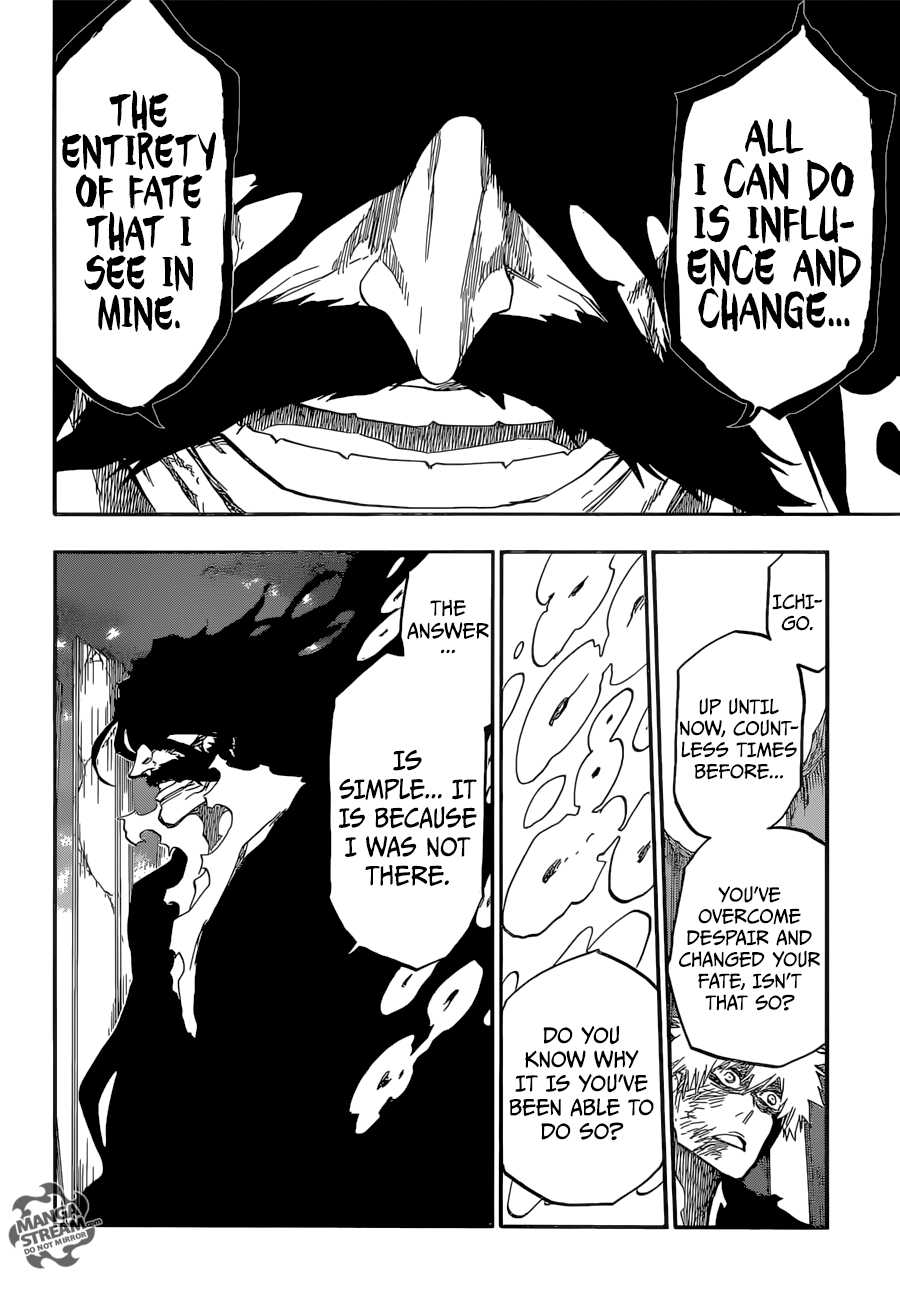 ALL
I CAN DO
IS INFLU-
ENCE AND
CHANGE...
THE
ENTIRETY
OF FATE
THAT I
SEE IN
MINE.
ICHI-
GO.
UP UNTIL
NOW, COUNT-
LESS TIMES
BEFORE...
YOU'VE
OVERCOME
DESPAIR AND
CHANGED YOUR
FATE, ISN'T
THAT SO?
DO YOU
KNOW WHY
IT IS YOU'VE
BEEN ABLE TO
DO SO?
THE
ANSWER
...
IS
SIMPLE... IT
IS BECAUSE
I WAS NOT
THERE.
MANGA
STREAM.com
DO NOT MIRROR